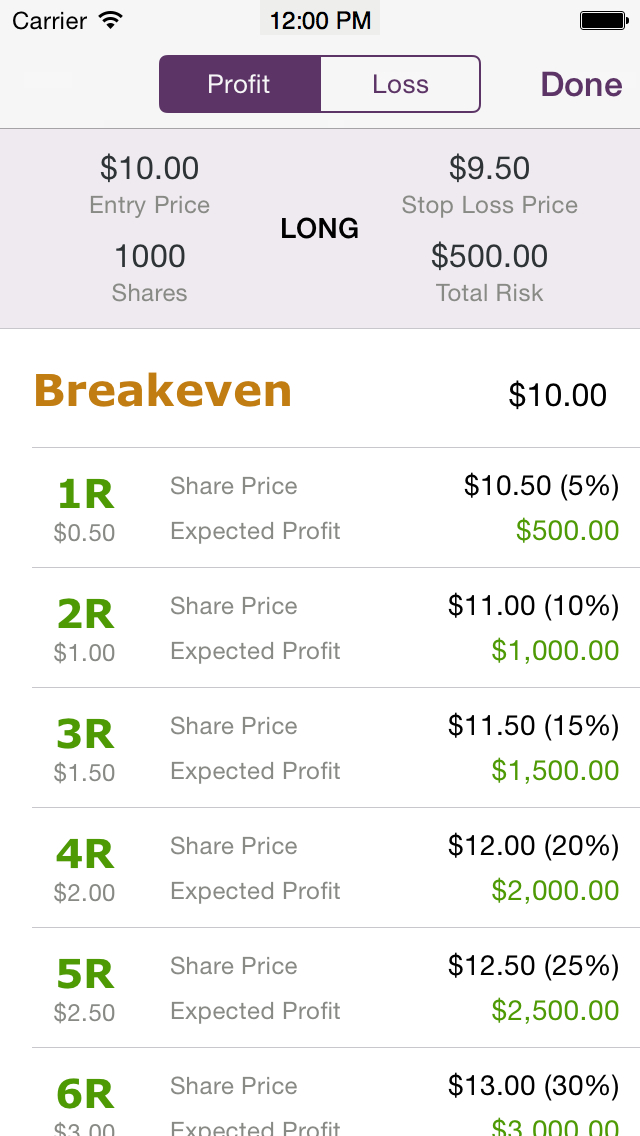 Carrier 12:00 PM
Profit Loss Done
$10.00 $9.50
Entry Price Stop Loss Price
LONG
1000 $500.00
Shares Total Risk
Breakeven $10.00
1R Share Price $10.50 (5%)
$0.50 Expected Profit $500.00
2R Share Price $11.00 (10%)
$1.00 Expected Profit $1,000.00
3R Share Price $11.50 (15%)
$1.50 Expected Profit $1,500.00
4R Share Price $12.00 (20%)
$2.00 Expected Profit $2,000.00
5R Share Price $12.50 (25%)
$2.50 Expected Profit $2,500.00
6R Share Price $13.00 (30%)
$3.00 Expected Profit $3,000.00